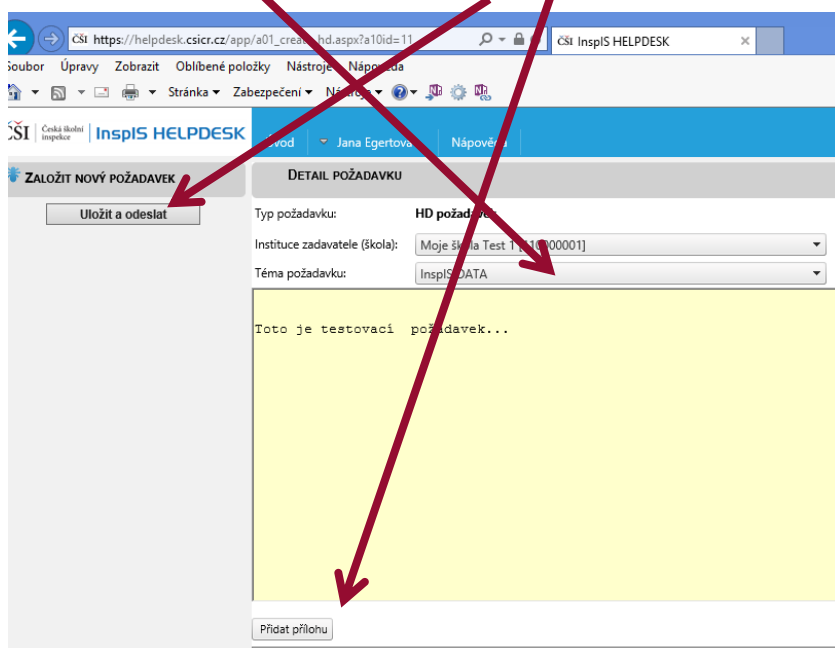 ČŠI https://helpdesk.csicr.cz/app/a01_create_hd.aspx?a10id=11
ČŠI InspIS HELPDESK
Soubor Úpravy Zobrazit Oblíbené položky Nástroje Nápověda
Stránka Zabezpečení Nástroje
ČŠI Česká školní inspekce InspIS HELPDESK
Úvod Jana Egertová Nápověda
ZALOŽIT NOVÝ POŽADAVEK
DETAIL POŽADAVKU
Uložit a odeslat
Typ požadavku: HD požadavek
Instituce zadavatele (škola): Moje škola Test 1 [110000001]
Téma požadavku: InspIS DATA
Toto je testovací požadavek...
Přidat přílohu